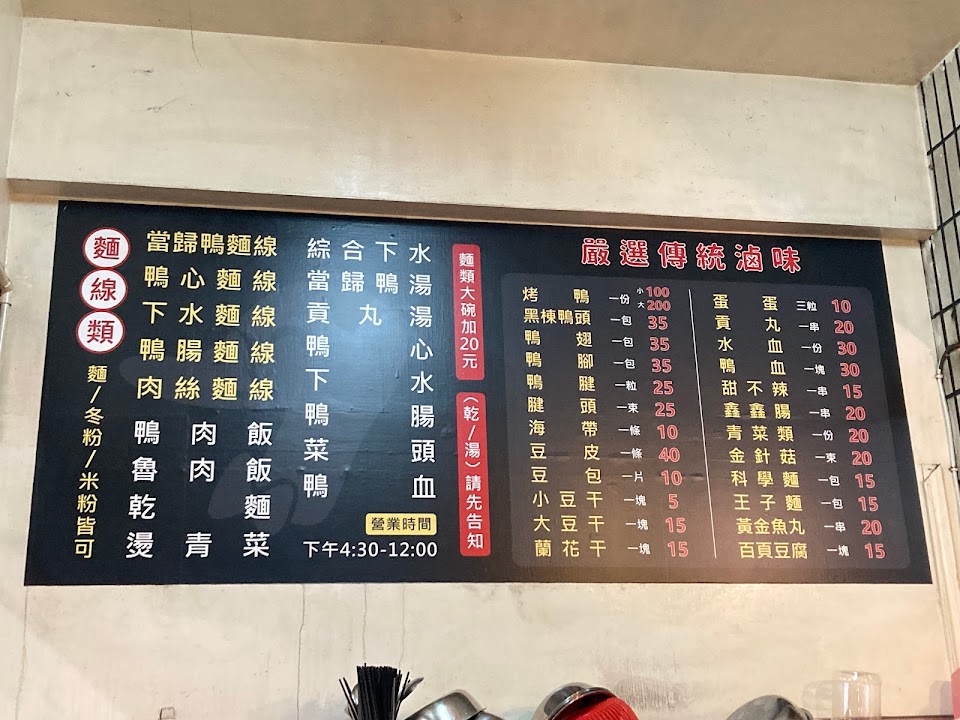 麵線類
麵/冬粉/米粉皆可
當歸鴨麵線
鴨心麵線
下水麵線
鴨腸麵線
肉絲麵線
鴨肉飯
魯肉飯
乾麵
燙青菜
綜合下水湯
當歸鴨湯
貢丸湯
鴨心
下水
鴨腸
菜頭
鴨血
營業時間
下午4:30-12:00
麵類大碗加20元
(乾/湯)請先告知
嚴選傳統滷味
烤鴨 一份 小100 大200
黑棟鴨頭 一包 35
鴨翅 一包 35
鴨腳 一包 35
鴨腱 一粒 25
腱頭 一束 25
海帶 一條 10
豆皮 一條 40
豆包 一片 10
小豆干 一塊 5
大豆干 一塊 15
蘭花干 一塊 15
蛋蛋 三粒 10
貢丸 一串 20
水血 一份 30
鴨血 一塊 30
甜不辣 一串 15
鑫鑫腸 一串 20
青菜類 一份 20
金針菇 一束 20
科學麵 一包 15
王子麵 一包 15
黃金魚丸 一串 20
百頁豆腐 一塊 15